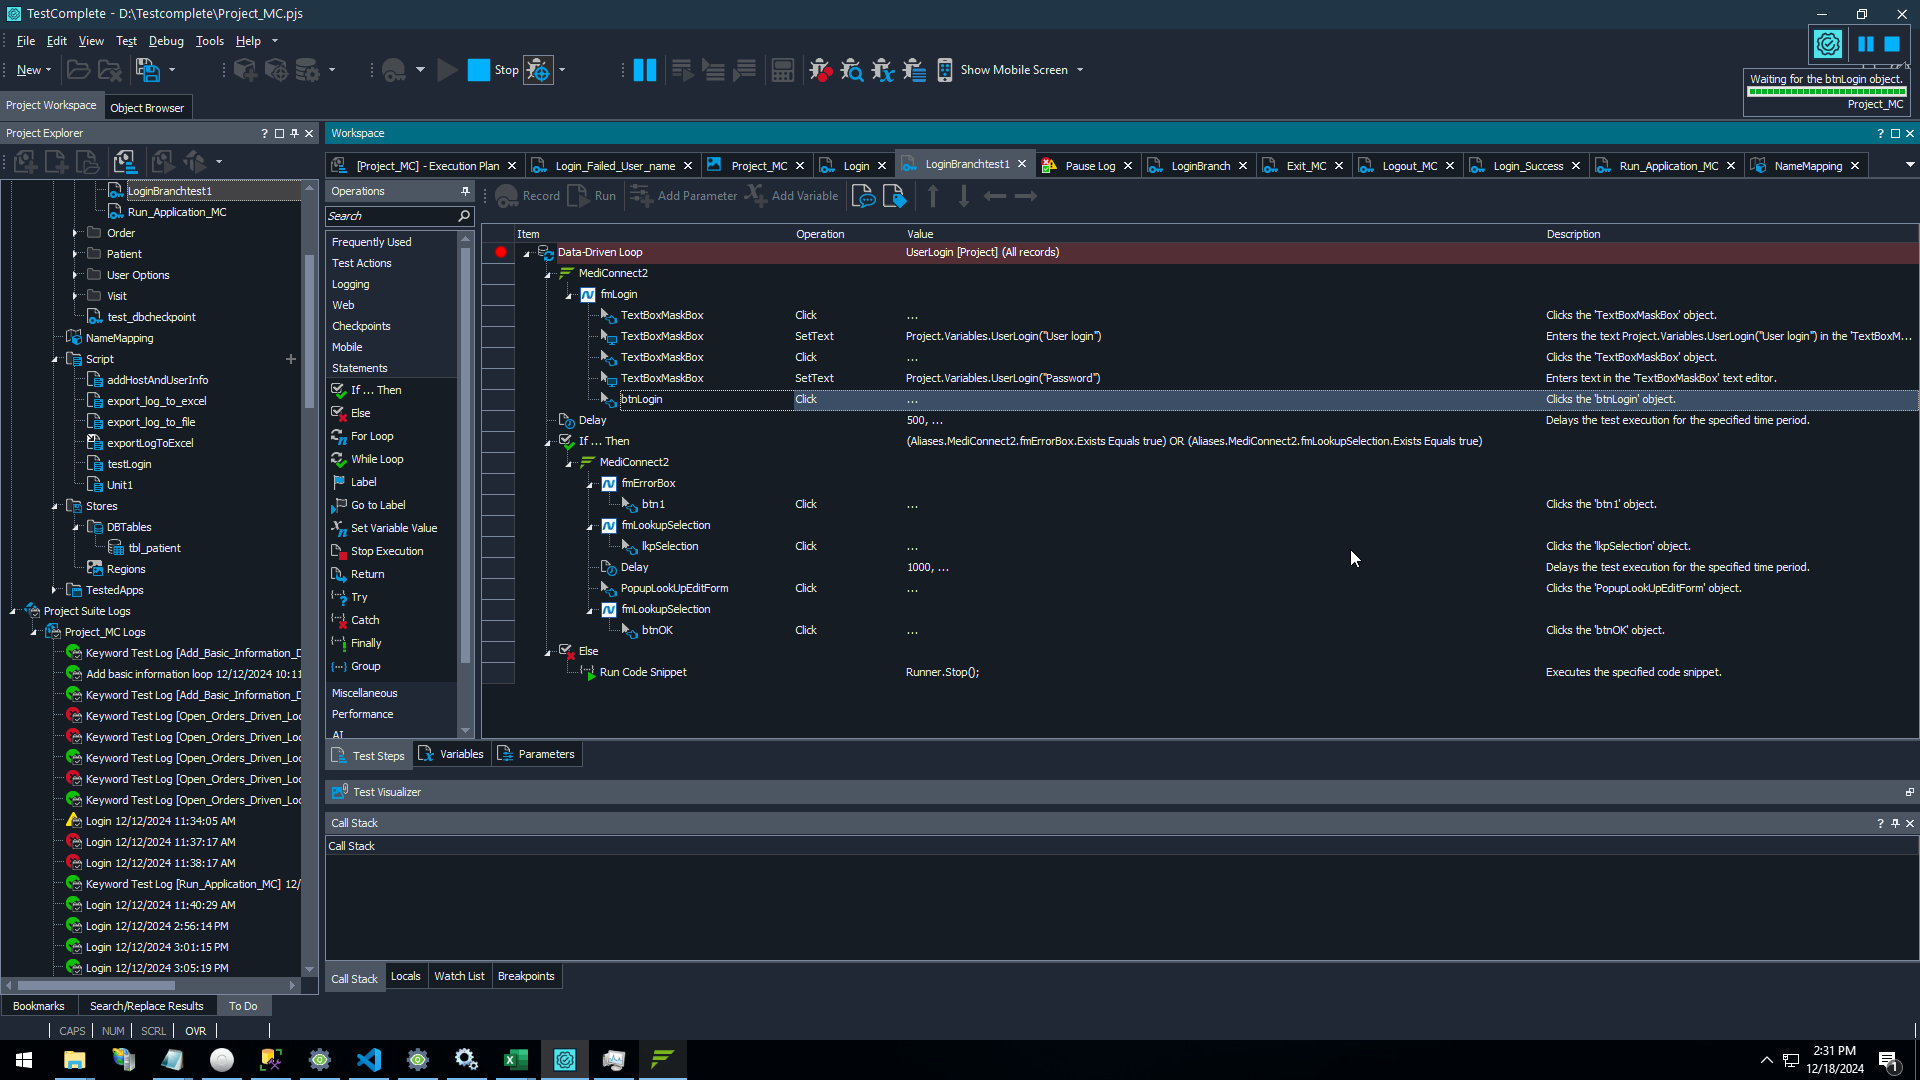 TestComplete - D:\Testcomplete\Project_MC.pjs
File Edit View Test Debug Tools Help
New Stop Show Mobile Screen
Waiting for the btnLogin object.
Project_MC
Project Workspace Object Browser
Project Explorer
LoginBranchtest1
Run_Application_MC
Order
Patient
User Options
Visit
test_dbcheckpoint
NameMapping
Script
addHostAndUserInfo
export_log_to_excel
export_log_to_file
exportLogToExcel
testLogin
Unit1
Stores
DBTables
tbl_patient
Regions
TestedApps
Project Suite Logs
Project_MC Logs
Keyword Test Log [Add_Basic_Information_D
Add basic information loop 12/12/2024 10:11
Keyword Test Log [Add_Basic_Information_D
Keyword Test Log [Open_Orders_Driven_Loo
Keyword Test Log [Open_Orders_Driven_Loo
Keyword Test Log [Open_Orders_Driven_Loo
Keyword Test Log [Open_Orders_Driven_Loo
Keyword Test Log [Open_Orders_Driven_Loo
Login 12/12/2024 11:34:05 AM
Login 12/12/2024 11:37:17 AM
Login 12/12/2024 11:38:17 AM
Keyword Test Log [Run_Application_MC] 12/
Login 12/12/2024 11:40:29 AM
Login 12/12/2024 2:56:14 PM
Login 12/12/2024 3:01:15 PM
Login 12/12/2024 3:05:19 PM
Bookmarks Search/Replace Results To Do
CAPS NUM SCRL OVR
Workspace
[Project_MC] - Execution Plan Login_Failed_User_name Project_MC Login LoginBranchtest1 Pause Log LoginBranch Exit_MC Logout_MC Login_Success Run_Application_MC NameMapping
Operations
Search
Frequently Used
Test Actions
Logging
Web
Checkpoints
Mobile
Statements
If ... Then
Else
For Loop
While Loop
Label
Go to Label
Set Variable Value
Stop Execution
Return
Try
Catch
Finally
Group
Miscellaneous
Performance
AI
Record Run Add Parameter Add Variable
Item Operation Value Description
Data-Driven Loop UserLogin [Project] (All records)
MediConnect2
fmLogin
TextBoxMaskBox Click ... Clicks the 'TextBoxMaskBox' object.
TextBoxMaskBox SetText Project.Variables.UserLogin("User login") Enters the text Project.Variables.UserLogin("User login") in the 'TextBoxM...
TextBoxMaskBox Click ... Clicks the 'TextBoxMaskBox' object.
TextBoxMaskBox SetText Project.Variables.UserLogin("Password") Enters text in the 'TextBoxMaskBox' text editor.
btnLogin Click ... Clicks the 'btnLogin' object.
Delay 500, ... Delays the test execution for the specified time period.
If ... Then (Aliases.MediConnect2.fmErrorBox.Exists Equals true) OR (Aliases.MediConnect2.fmLookupSelection.Exists Equals true)
MediConnect2
fmErrorBox
btn1 Click ... Clicks the 'btn1' object.
fmLookupSelection
lkpSelection Click ... Clicks the 'lkpSelection' object.
Delay 1000, ... Delays the test execution for the specified time period.
PopupLookUpEditForm Click ... Clicks the 'PopupLookUpEditForm' object.
fmLookupSelection
btnOK Click ... Clicks the 'btnOK' object.
Else
Run Code Snippet Runner.Stop(); Executes the specified code snippet.
Test Steps Variables Parameters
Test Visualizer
Call Stack
Call Stack
Call Stack Locals Watch List Breakpoints
2:31 PM
12/18/2024
1